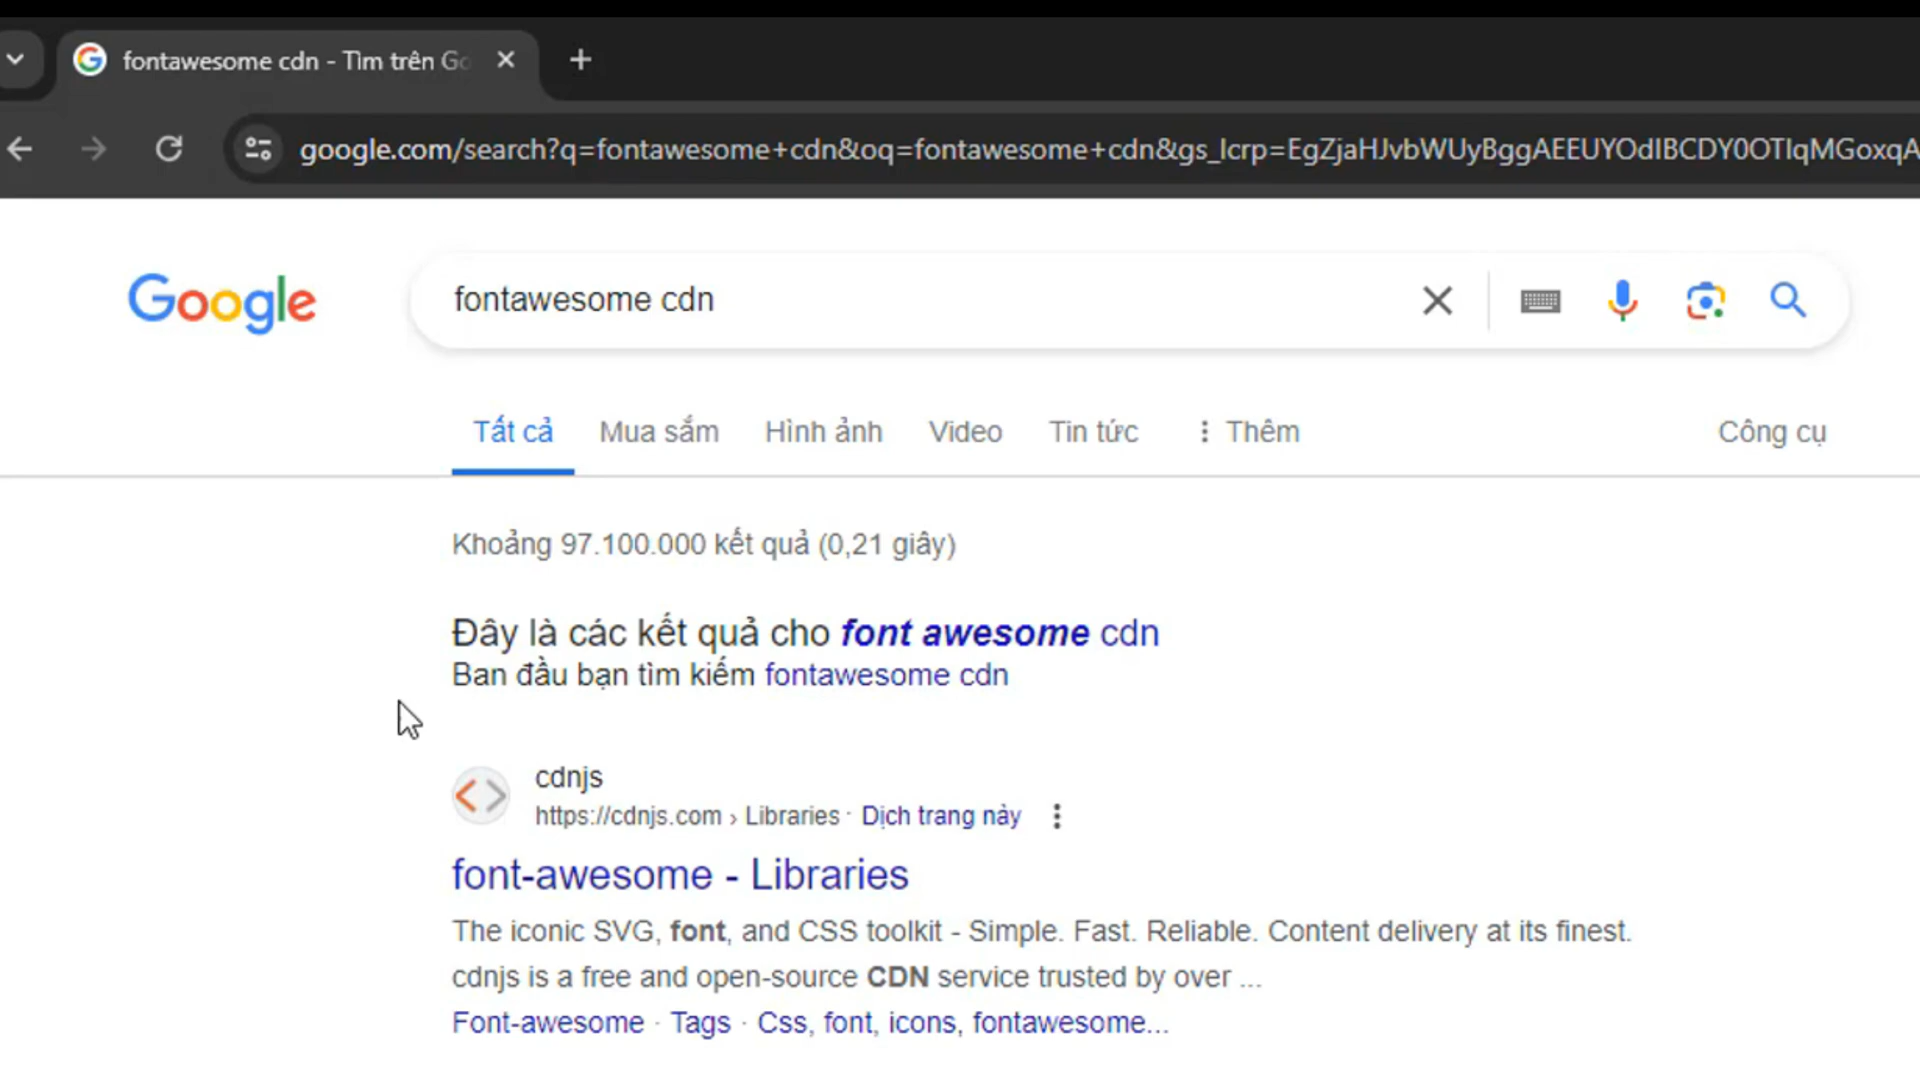 fontawesome cdn - Tìm trên Go
google.com/search?q=fontawesome+cdn&oq=fontawesome+cdn&gs_lcrp=EgZjaHJvbWUyBggAEEUYOdIBCDY0OTlqMGoxqA
Google
fontawesome cdn
Tất cả Mua sắm Hình ảnh Video Tin tức Thêm Công cụ
Khoảng 97.100.000 kết quả (0,21 giây)
Đây là các kết quả cho font awesome cdn
Ban đầu bạn tìm kiếm fontawesome cdn
cdnjs
https://cdnjs.com › Libraries · Dịch trang này
font-awesome - Libraries
The iconic SVG, font, and CSS toolkit - Simple. Fast. Reliable. Content delivery at its finest.
cdnjs is a free and open-source CDN service trusted by over ...
Font-awesome · Tags · Css, font, icons, fontawesome...